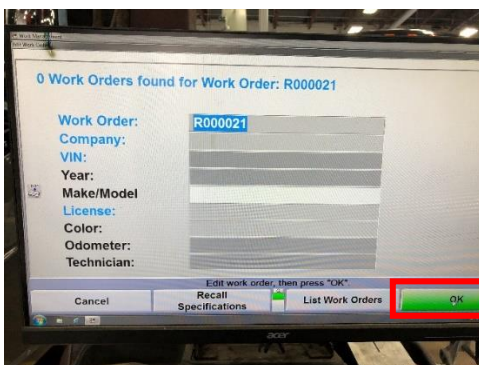 0 Work Orders found for Work Order: R000021
Work Order: R000021
Company:
VIN:
Year:
Make/Model
License:
Color:
Odometer:
Technician:
Edit work order, then press "OK".
Cancel
Recall Specifications
List Work Orders
OK
acer